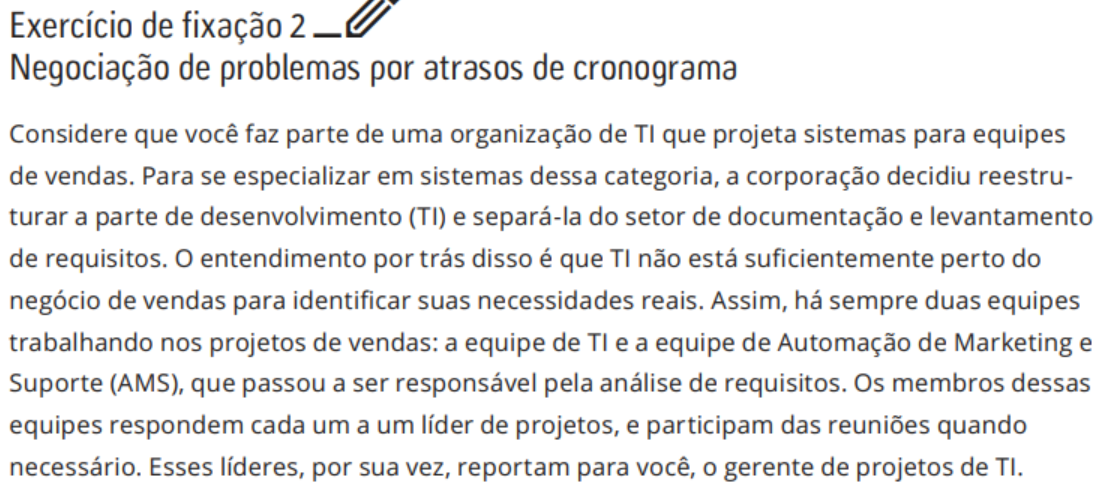 Exercício de fixação 2
Negociação de problemas por atrasos de cronograma
Considere que você faz parte de uma organização de TI que projeta sistemas para equipes
de vendas. Para se especializar em sistemas dessa categoria, a corporação decidiu reestru-
turar a parte de desenvolvimento (TI) e separá-la do setor de documentação e levantamento
de requisitos. O entendimento por trás disso é que TI não está suficientemente perto do
negócio de vendas para identificar suas necessidades reais. Assim, há sempre duas equipes
trabalhando nos projetos de vendas: a equipe de TI e a equipe de Automação de Marketing e
Suporte (AMS), que passou a ser responsável pela análise de requisitos. Os membros dessas
equipes respondem cada um a um líder de projetos, e participam das reuniões quando
necessário. Esses líderes, por sua vez, reportam para você, o gerente de projetos de TI.